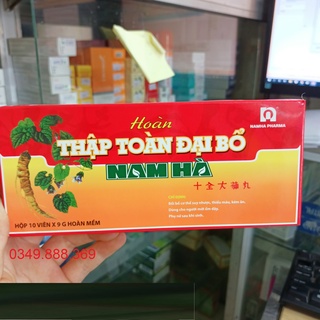 NAMHA PHARMA
Hoàn
THẬP TOÀN ĐẠI BỔ
NAM HÀ
十全大補丸
HỘP 10 VIÊN X 9 G HOÀN MỀM
0349.888.369